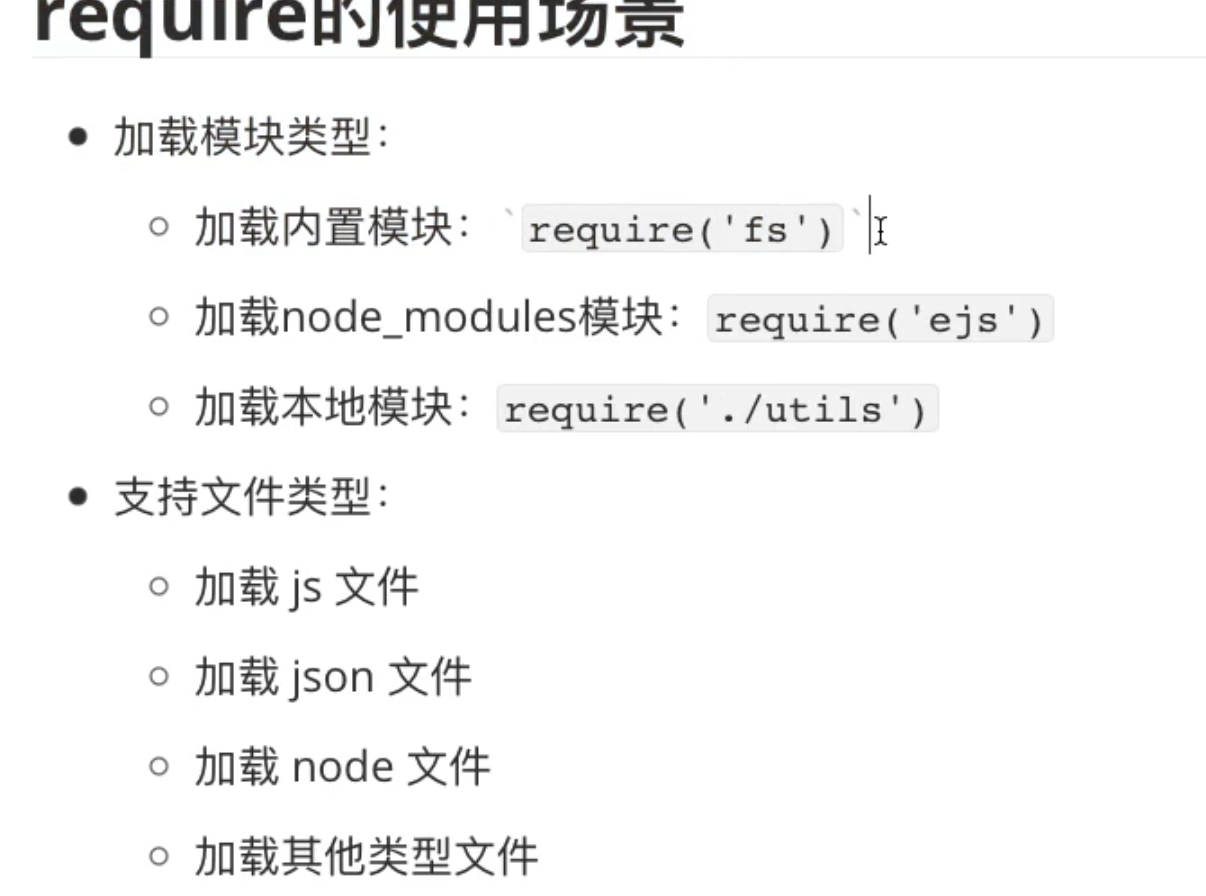 require的使用场景
加载模块类型：
加载内置模块： `require('fs')`
加载node_modules模块： require('ejs')
加载本地模块： require('./utils')
支持文件类型：
加载 js 文件
加载 json 文件
加载 node 文件
加载其他类型文件